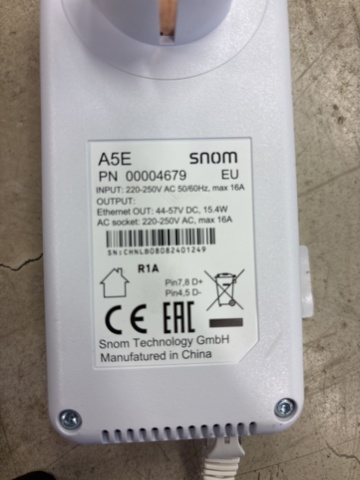 A5E snom
PN 00004679 EU
INPUT: 220-250V AC 50/60Hz, max 16A
OUTPUT:
Ethernet OUT: 44-57V DC, 15.4W
AC socket: 220-250V AC, max 16A
SN:CHNLB08082401249
R1A
Pin7,8 D+
Pin4,5 D-
CE EAC
Snom Technology GmbH
Manufatured in China